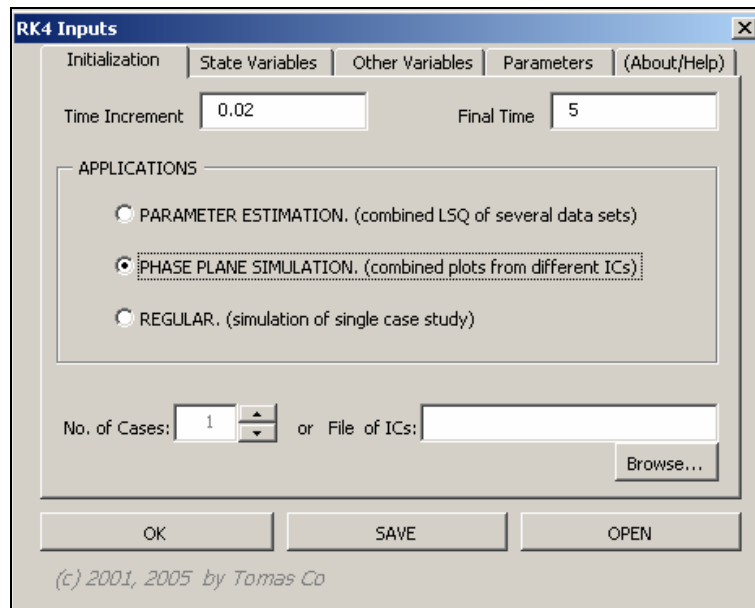 RK4 Inputs
Initialization State Variables Other Variables Parameters (About/Help)
Time Increment 0.02 Final Time 5
APPLICATIONS
PARAMETER ESTIMATION. (combined LSQ of several data sets)
PHASE PLANE SIMULATION. (combined plots from different ICs)
REGULAR. (simulation of single case study)
No. of Cases: 1 or File of ICs:
Browse...
OK SAVE OPEN
(c) 2001, 2005 by Tomas Co